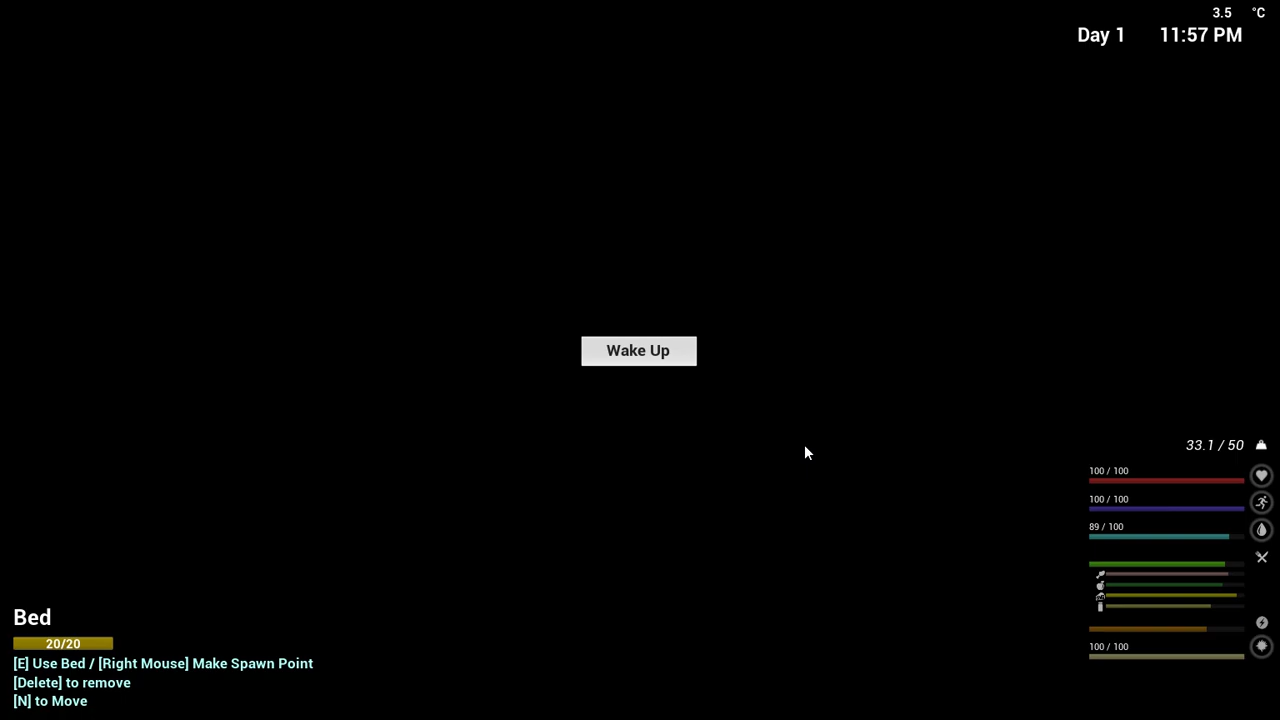 3.5 °C
Day 1 11:57 PM
Wake Up
33.1 / 50
100 / 100
100 / 100
89 / 100
100 / 100
Bed
20/20
[E] Use Bed / [Right Mouse] Make Spawn Point
[Delete] to remove
[N] to Move